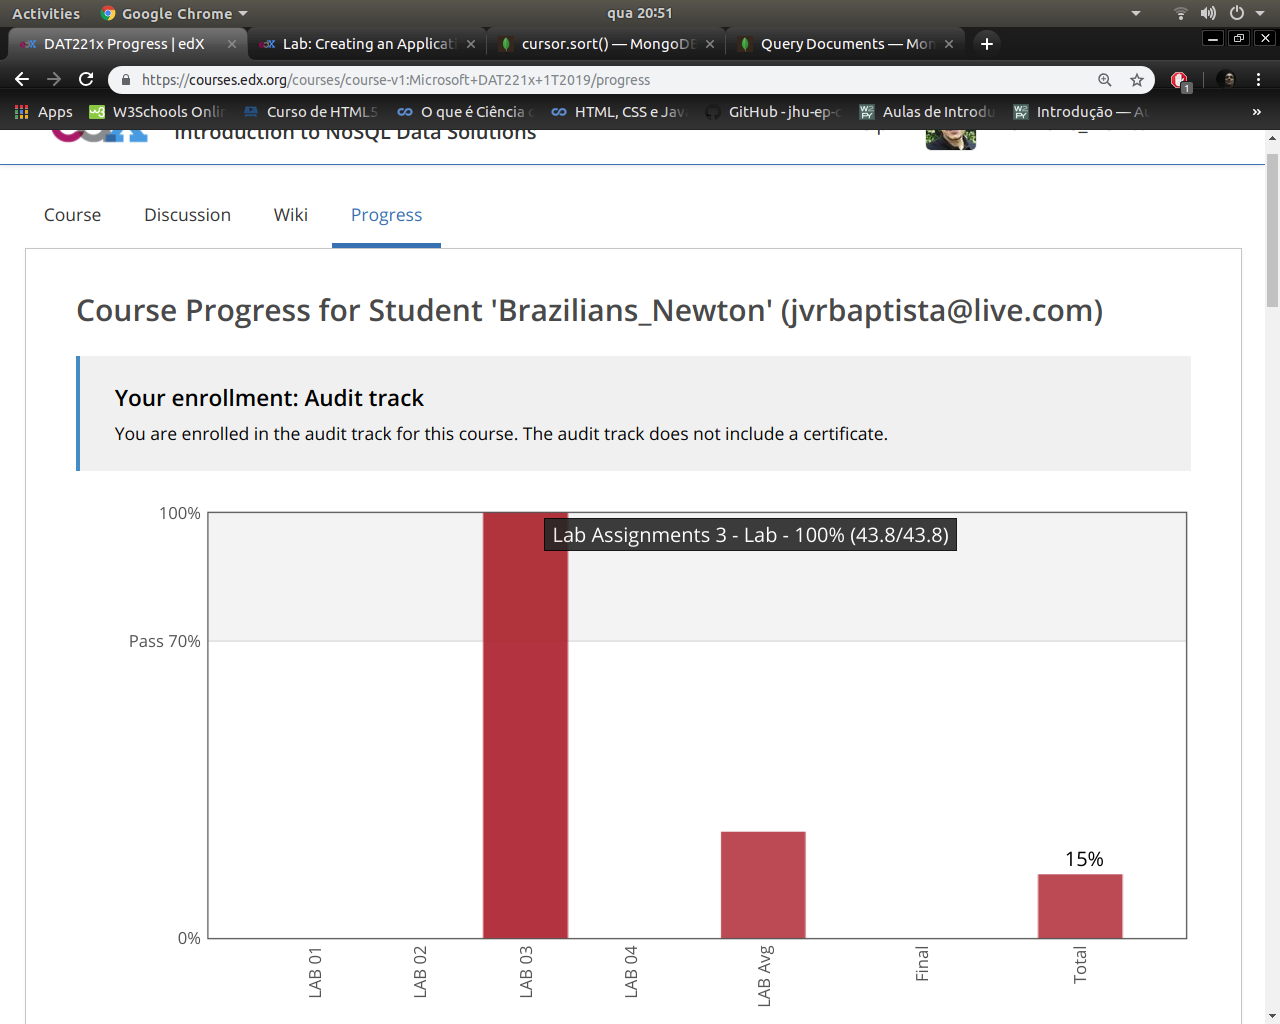 Activities Google Chrome qua 20:51
DAT221x Progress | edX Lab: Creating an Applicati cursor.sort() — MongoDB Query Documents — Mon
https://courses.edx.org/courses/course-v1:Microsoft+DAT221x+1T2019/progress 1
Apps W3Schools Onlin Curso de HTML5 O que é Ciência HTML, CSS e Java GitHub - jhu-ep-c Aulas de Introdu Introdução — Au »
Introduction to NoSQL Data Solutions
Course Discussion Wiki Progress
Course Progress for Student 'Brazilians_Newton' (jvrbaptista@live.com)
Your enrollment: Audit track
You are enrolled in the audit track for this course. The audit track does not include a certificate.
100%
Lab Assignments 3 - Lab - 100% (43.8/43.8)
Pass 70%
15%
0%
LAB 01 LAB 02 LAB 03 LAB 04 LAB Avg Final Total